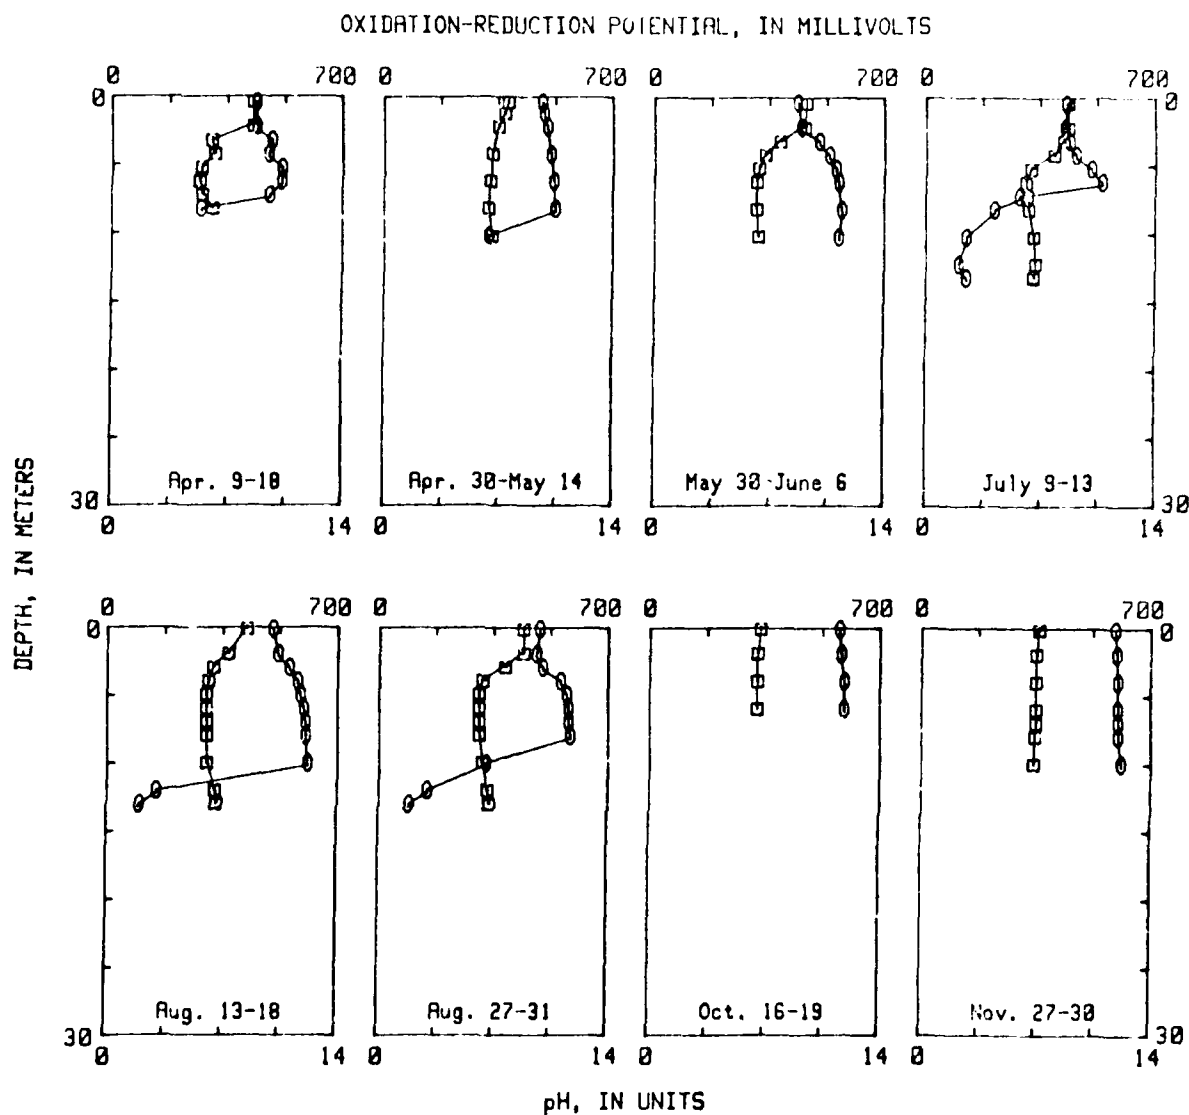 OXIDATION-REDUCTION POTENTIAL, IN MILLIVOLTS
0 700 0 700 0 700 0 700
0
Apr. 9-18 Apr. 30-May 14 May 30-June 6 July 9-13
30 30
0 14 0 14 0 14 0 14
DEPTH, IN METERS
0 700 0 700 0 700 0 700
0 0
Aug. 13-18 Aug. 27-31 Oct. 16-19 Nov. 27-30
30 30
0 14 0 14 0 14 0 14
pH, IN UNITS